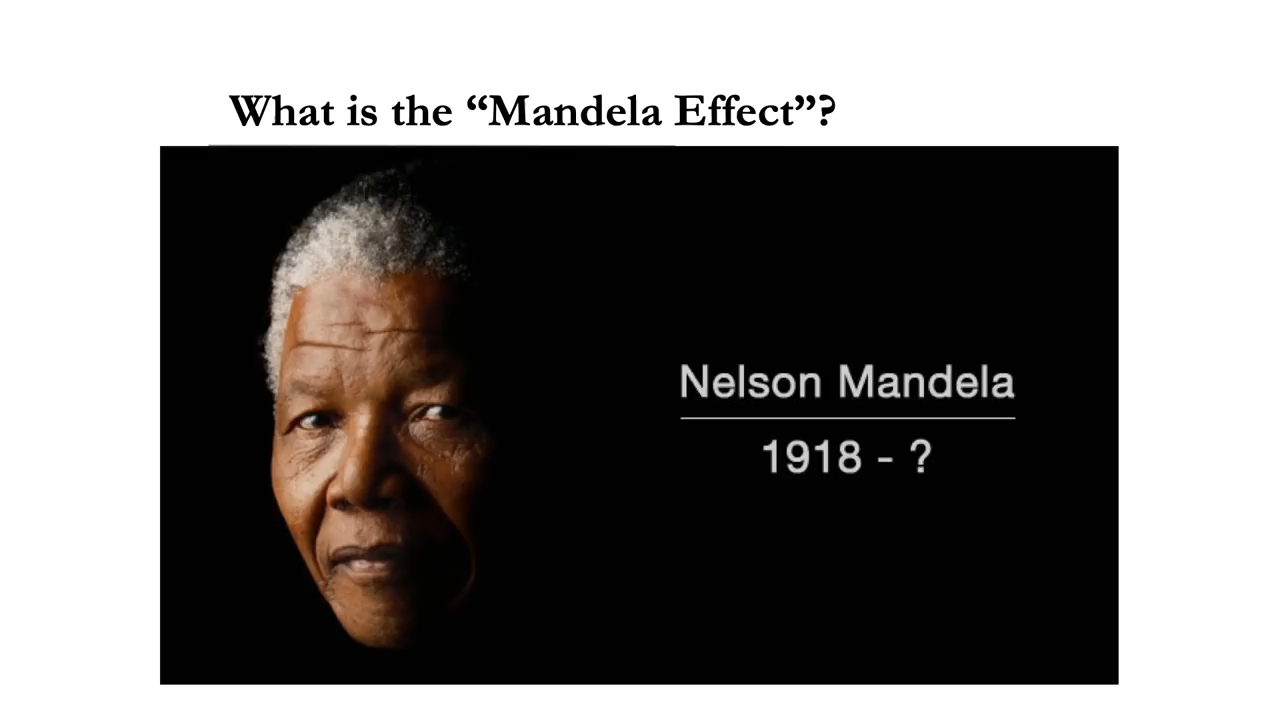 What is the “Mandela Effect”?
Nelson Mandela
1918 - ?